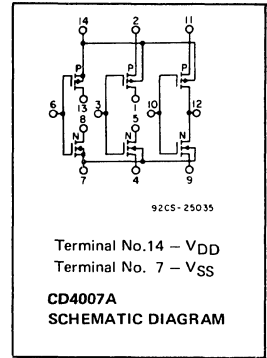 14 2 11
P P P
13 1
6 8 3 5 10 12
N N N
7 4 9
92CS-25035
Terminal No.14 – VDD
Terminal No. 7 – VSS
CD4007A
SCHEMATIC DIAGRAM